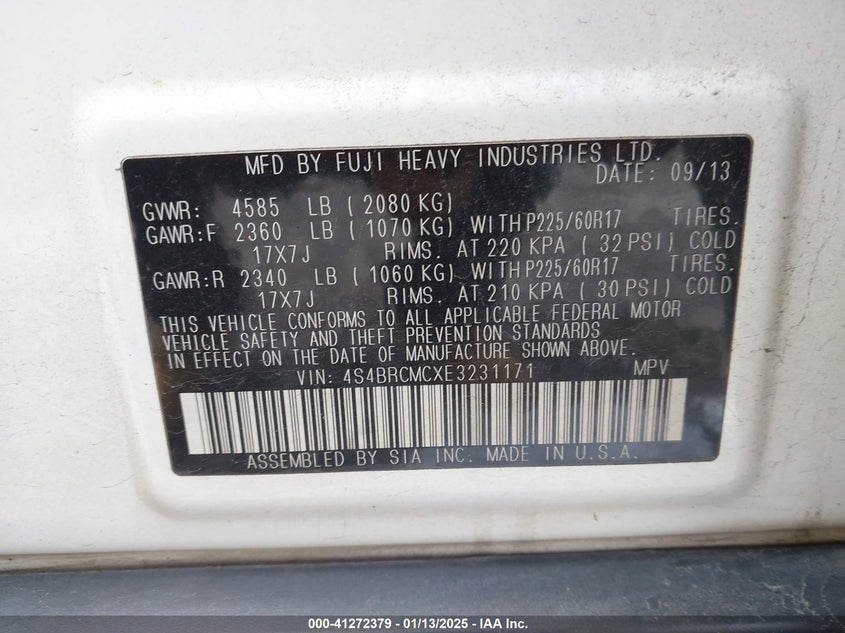 MFD BY FUJI HEAVY INDUSTRIES LTD.
DATE: 09/13
GVWR: 4585 LB ( 2080 KG)
GAWR:F 2360 LB ( 1070 KG) WITH P225/60R17 TIRES.
17X7J RIMS. AT 220 KPA ( 32 PSI) COLD
GAWR:R 2340 LB ( 1060 KG) WITH P225/60R17 TIRES.
17X7J RIMS. AT 210 KPA ( 30 PSI) COLD
THIS VEHICLE CONFORMS TO ALL APPLICABLE FEDERAL MOTOR
VEHICLE SAFETY AND THEFT PREVENTION STANDARDS
IN EFFECT ON THE DATE OF MANUFACTURE SHOWN ABOVE.
VIN: 4S4BRCMCXE3231171 MPV
ASSEMBLED BY SIA INC. MADE IN U.S.A.
000-41272379 - 01/13/2025 - IAA Inc.